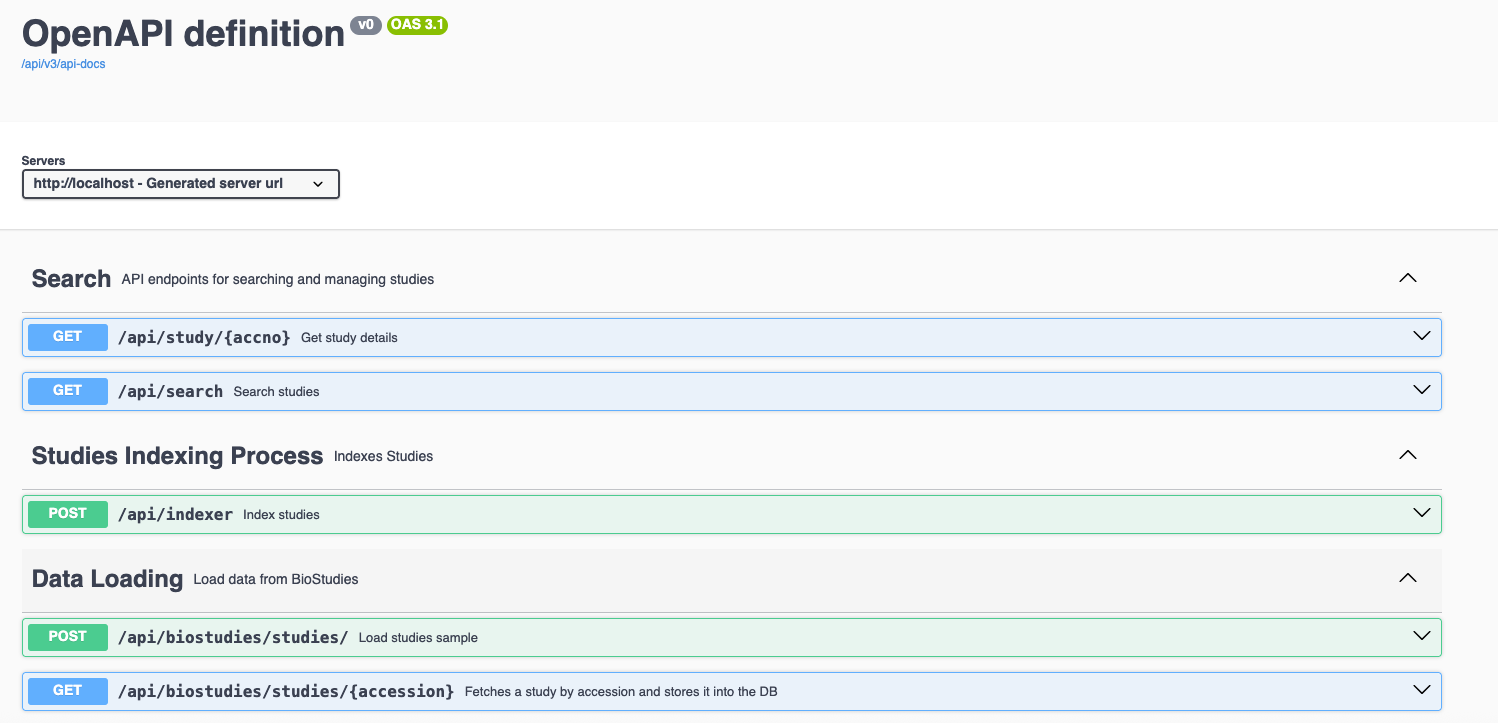 OpenAPI definition v0 OAS 3.1
/api/v3/api-docs
Servers
http://localhost - Generated server url
Search API endpoints for searching and managing studies
GET /api/study/{accno} Get study details
GET /api/search Search studies
Studies Indexing Process Indexes Studies
POST /api/indexer Index studies
Data Loading Load data from BioStudies
POST /api/biostudies/studies/ Load studies sample
GET /api/biostudies/studies/{accession} Fetches a study by accession and stores it into the DB